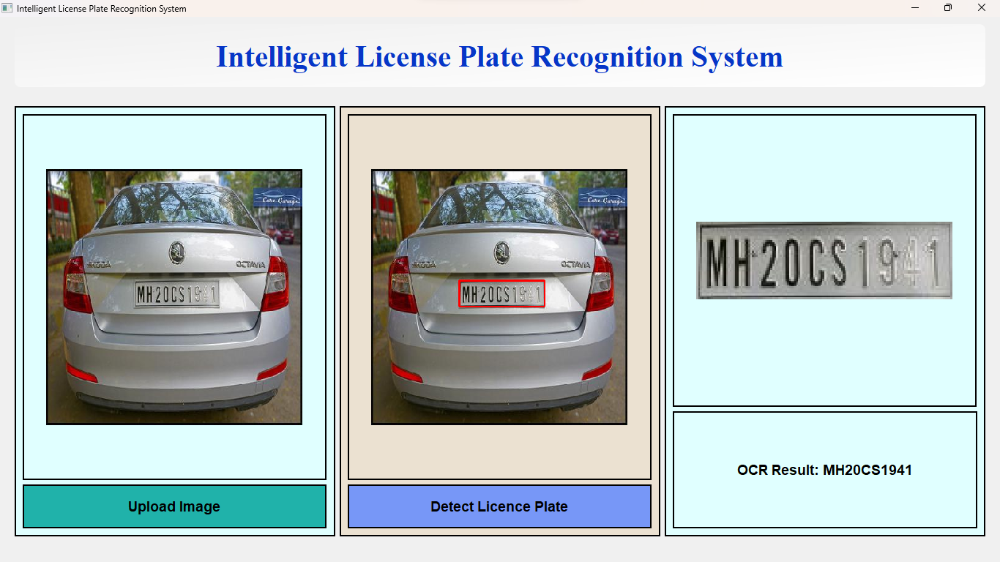 Intelligent License Plate Recognition System
Intelligent License Plate Recognition System
Cars Garage
SKODA
OCTAVIA
MH20CS1941
Upload Image
Cars Garage
SKODA
OCTAVIA
MH20CS1941
Detect Licence Plate
MH20CS1941
OCR Result: MH20CS1941